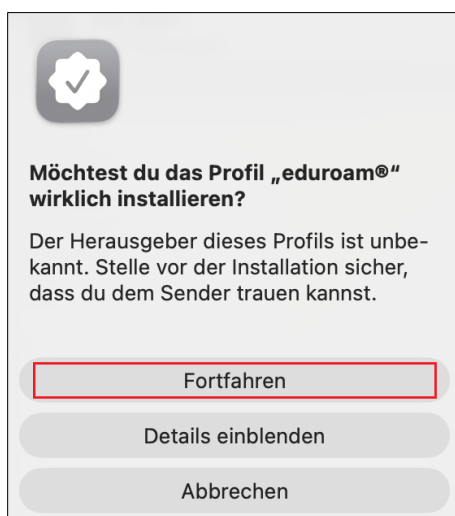 Möchtest du das Profil „eduroam®“
wirklich installieren?
Der Herausgeber dieses Profils ist unbe-
kannt. Stelle vor der Installation sicher,
dass du dem Sender trauen kannst.
Fortfahren
Details einblenden
Abbrechen